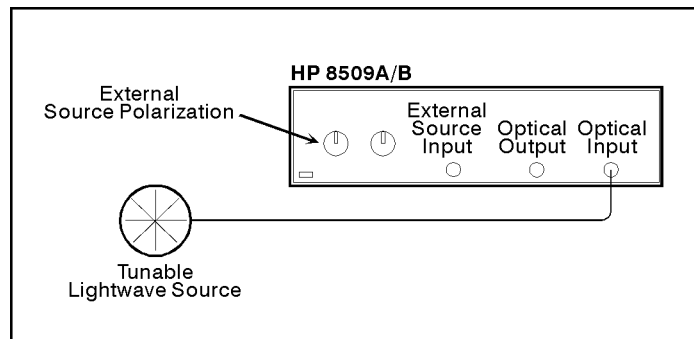 HP 8509A/B
External
Source Polarization
External
Source
Input
Optical
Output
Optical
Input
Tunable
Lightwave Source